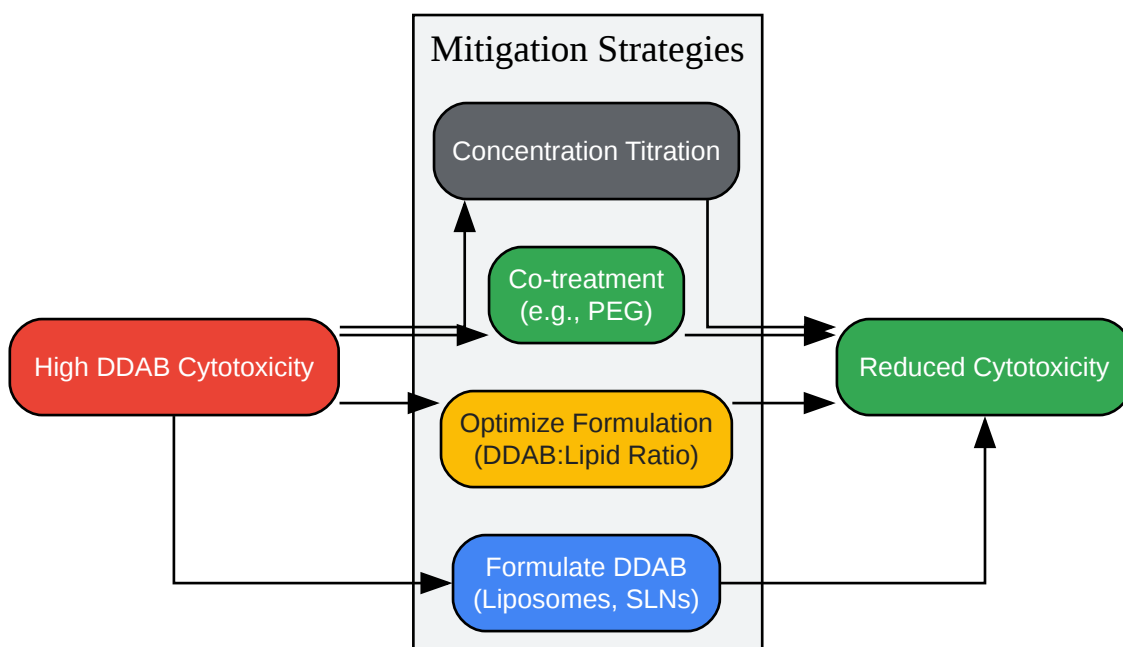 Mitigation Strategies
Concentration Titration
Co-treatment
(e.g., PEG)
High DDAB Cytotoxicity
Reduced Cytotoxicity
Optimize Formulation
(DDAB:Lipid Ratio)
Formulate DDAB
(Liposomes, SLNs)